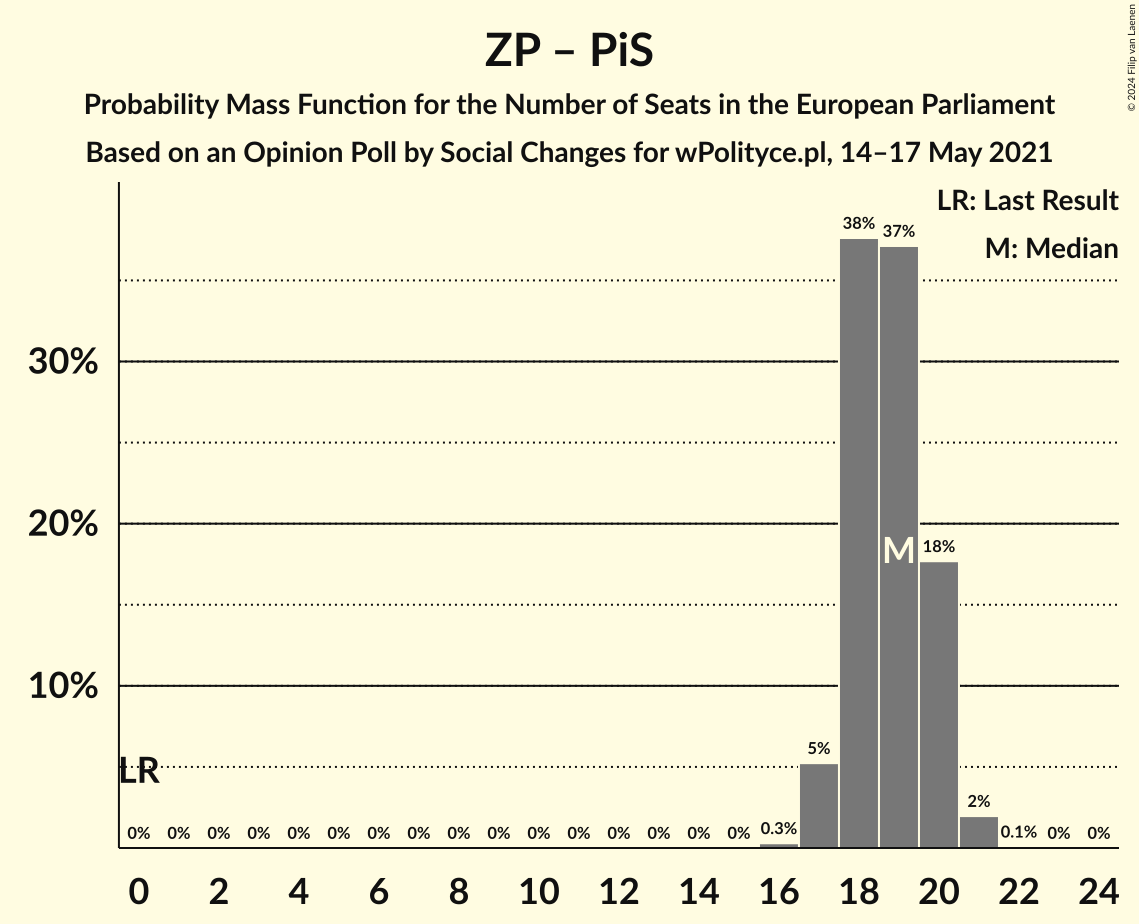 © 2024 Filip van Laenen
ZP – PiS
Probability Mass Function for the Number of Seats in the European Parliament
Based on an Opinion Poll by Social Changes for wPolityce.pl, 14–17 May 2021
LR: Last Result
M: Median
38% 37%
30%
20%
M 18%
10%
5%
LR
2%
0% 0% 0% 0% 0% 0% 0% 0% 0% 0% 0% 0% 0% 0% 0% 0% 0.3% 0.1% 0% 0%
0 2 4 6 8 10 12 14 16 18 20 22 24